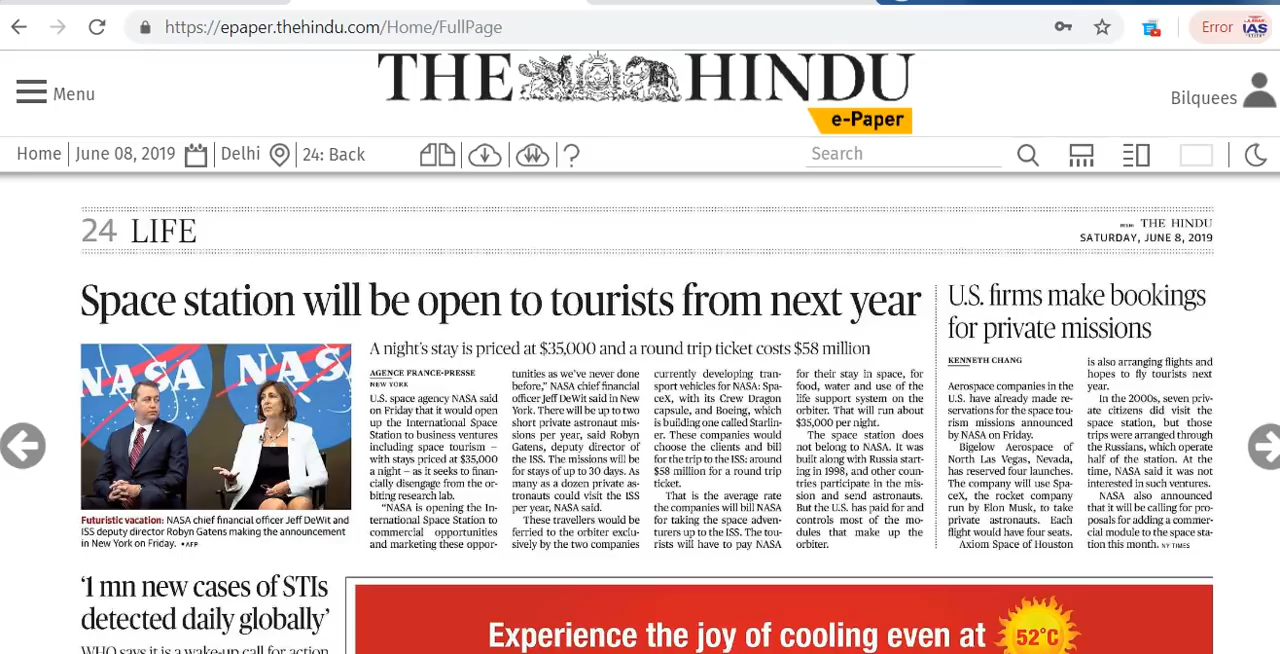 https://epaper.thehindu.com/Home/FullPage
Error
IAS
Menu
THE HINDU
e-Paper
Bilquees
Home
June 08, 2019
Delhi
24: Back
?
Search
24 LIFE
THE HINDU
SATURDAY, JUNE 8, 2019
Space station will be open to tourists from next year
A night's stay is priced at $35,000 and a round trip ticket costs $58 million
NASA
NAS
Futuristic vacation: NASA chief financial officer Jeff DeWit and
ISS deputy director Robyn Gatens making the announcement
in New York on Friday. •AFP
AGENCE FRANCE-PRESSE
NEW YORK
U.S. space agency NASA said
on Friday that it would open
up the International Space
Station to business ventures
including space tourism –
with stays priced at $35,000
a night – as it seeks to finan-
cially disengage from the or-
biting research lab.
"NASA is opening the In-
ternational Space Station to
commercial opportunities
and marketing these oppor-
tunities as we've never done
before," NASA chief financial
officer Jeff DeWit said in New
York. There will be up to two
short private astronaut mis-
sions per year, said Robyn
Gatens, deputy director of
the ISS. The missions will be
for stays of up to 30 days. As
many as a dozen private as-
tronauts could visit the ISS
per year, NASA said.
These travellers would be
ferried to the orbiter exclu-
sively by the two companies
currently developing tran-
sport vehicles for NASA: Spa-
ceX, with its Crew Dragon
capsule, and Boeing, which
is building one called Starlin-
er. These companies would
choose the clients and bill
for the trip to the ISS: around
$58 million for a round trip
ticket.
That is the average rate
the companies will bill NASA
for taking the space adven-
turers up to the ISS. The tou-
rists will have to pay NASA
for their stay in space, for
food, water and use of the
life support system on the
orbiter. That will run about
$35,000 per night.
The space station does
not belong to NASA. It was
built along with Russia start-
ing in 1998, and other coun-
tries participate in the mis-
sion and send astronauts.
But the U.S. has paid for and
controls most of the mo-
dules that make up the
orbiter.
U.S. firms make bookings
for private missions
KENNETH CHANG
Aerospace companies in the
U.S. have already made re-
servations for the space tou-
rism missions announced
by NASA on Friday.
Bigelow Aerospace of
North Las Vegas, Nevada,
has reserved four launches.
The company will use Spa-
ceX, the rocket company
run by Elon Musk, to take
private astronauts. Each
flight would have four seats.
Axiom Space of Houston
is also arranging flights and
hopes to fly tourists next
year.
In the 2000s, seven priv-
ate citizens did visit the
space station, but those
trips were arranged through
the Russians, which operate
half of the station. At the
time, NASA said it was not
interested in such ventures.
NASA also announced
that it will be calling for pro-
posals for adding a commer-
cial module to the space sta-
tion this month. NY TIMES
'1 mn new cases of STIs
detected daily globally'
WHO says it is a wake-up call for action
Experience the joy of cooling even at
52°C